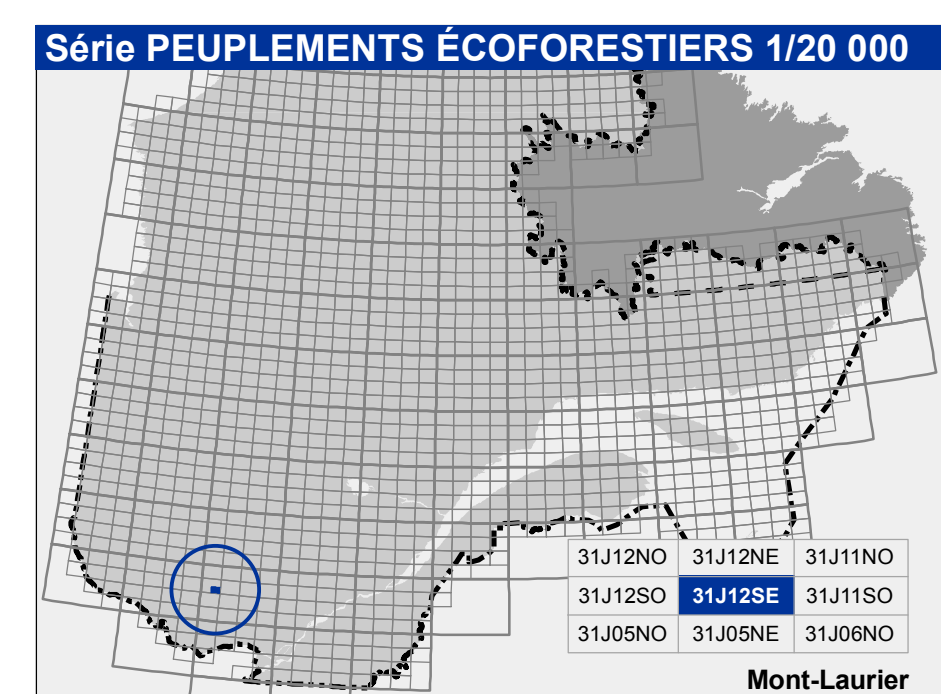 Série PEUPLEMENTS ÉCOFORESTIERS 1/20 000
31J12NO 31J12NE 31J11NO
31J12SO 31J12SE 31J11SO
31J05NO 31J05NE 31J06NO
Mont-Laurier